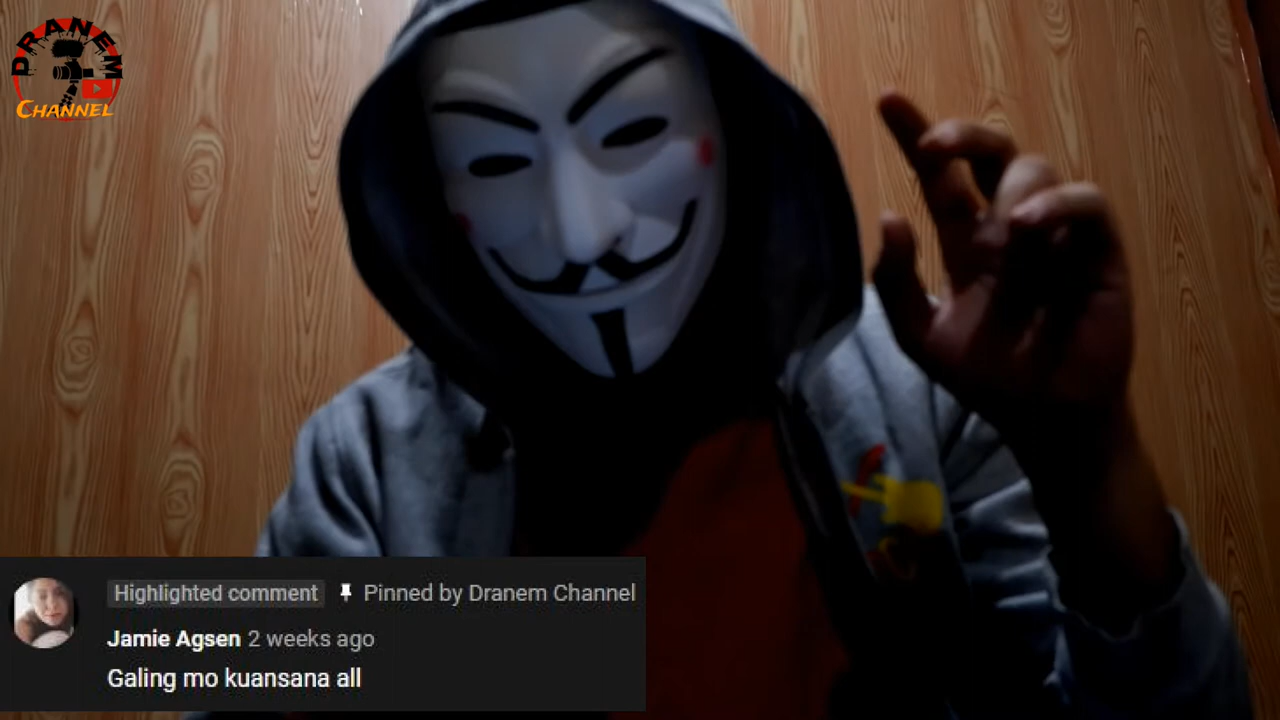 DRANEM
CHANNEL
Highlighted comment Pinned by Dranem Channel
Jamie Agsen 2 weeks ago
Galing mo kuansana all